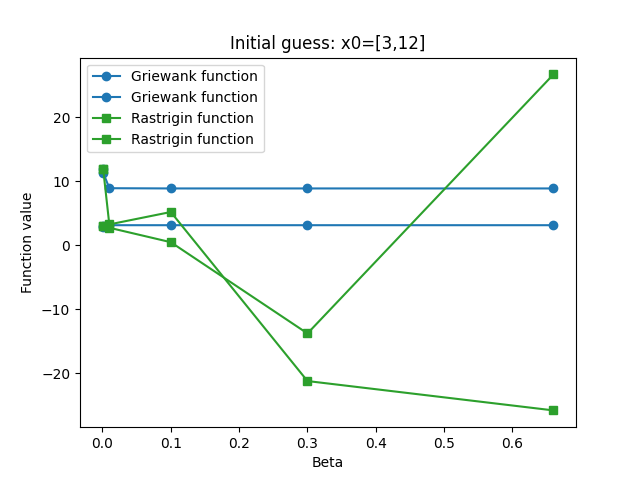 Initial guess: x0=[3,12]
Griewank function
Griewank function
Rastrigin function
Rastrigin function
Function value
20
10
0
−10
−20
0.0 0.1 0.2 0.3 0.4 0.5 0.6
Beta